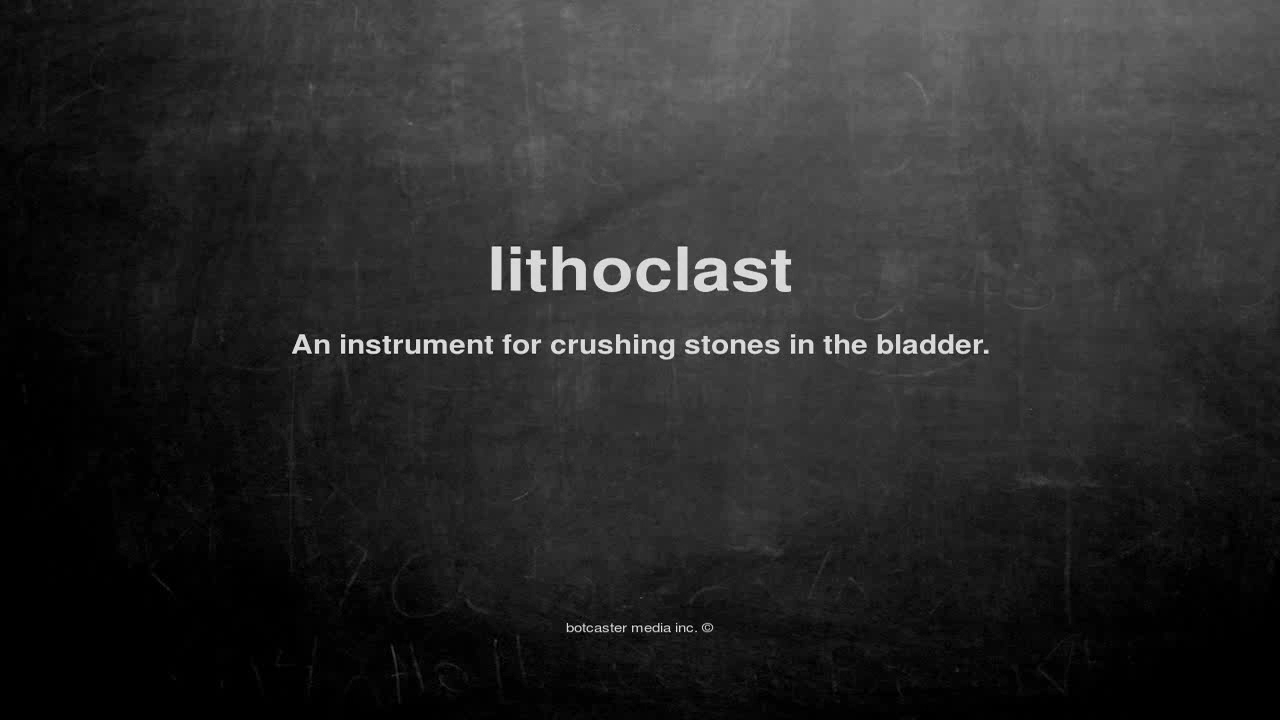 lithoclast
An instrument for crushing stones in the bladder.
botcaster media inc. ©